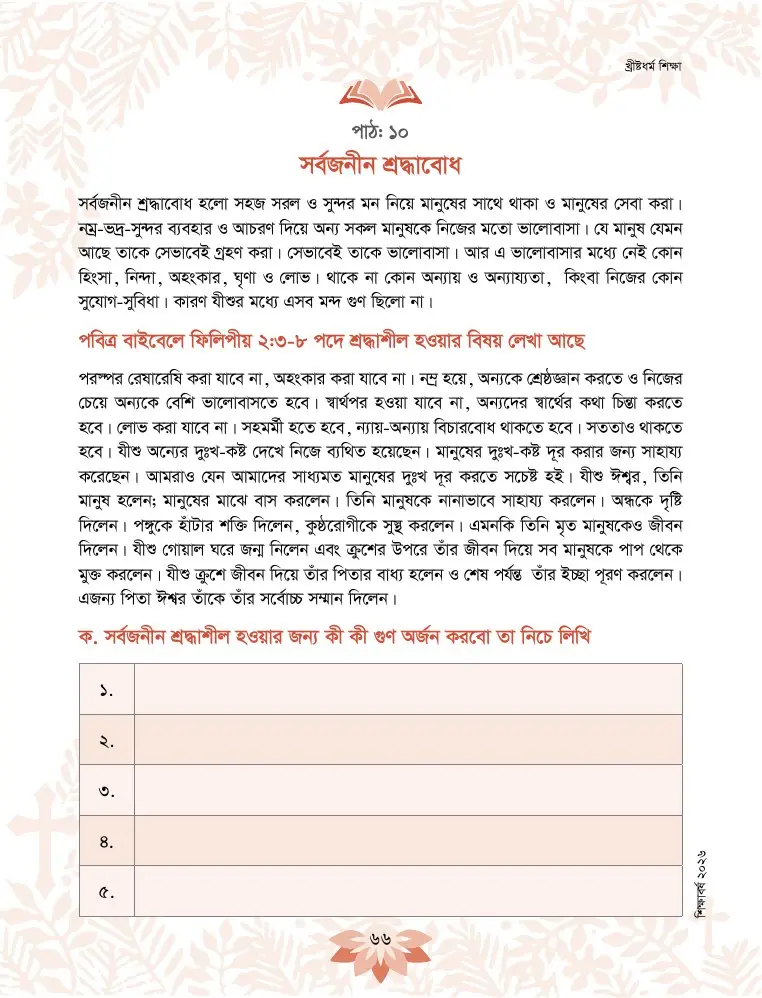 খ্রীষ্টধর্ম শিক্ষা
পাঠ: ১০
সর্বজনীন শ্রদ্ধাবোধ
সর্বজনীন শ্রদ্ধাবোধ হলো সহজ সরল ও সুন্দর মন নিয়ে মানুষের সাথে থাকা ও মানুষের সেবা করা।
নম্র-ভদ্র-সুন্দর ব্যবহার ও আচরণ দিয়ে অন্য সকল মানুষকে নিজের মতো ভালোবাসা। যে মানুষ যেমন
আছে তাকে সেভাবেই গ্রহণ করা। সেভাবেই তাকে ভালোবাসা। আর এ ভালোবাসার মধ্যে নেই কোন
হিংসা, নিন্দা, অহংকার, ঘৃণা ও লোভ। থাকে না কোন অন্যায় ও অন্যায্যতা, কিংবা নিজের কোন
সুযোগ-সুবিধা। কারণ যীশুর মধ্যে এসব মন্দ গুণ ছিলো না।
পবিত্র বাইবেলে ফিলিপীয় ২:৩-৮ পদে শ্রদ্ধাশীল হওয়ার বিষয় লেখা আছে
পরস্পর রেষারেষি করা যাবে না, অহংকার করা যাবে না। নম্র হয়ে, অন্যকে শ্রেষ্ঠজ্ঞান করতে ও নিজের
চেয়ে অন্যকে বেশি ভালোবাসতে হবে। স্বার্থপর হওয়া যাবে না, অন্যদের স্বার্থের কথা চিন্তা করতে
হবে। লোভ করা যাবে না। সহমর্মী হতে হবে, ন্যায়-অন্যায় বিচারবোধ থাকতে হবে। সততাও থাকতে
হবে। যীশু অন্যের দুঃখ-কষ্ট দেখে নিজে ব্যথিত হয়েছেন। মানুষের দুঃখ-কষ্ট দূর করার জন্য সাহায্য
করেছেন। আমরাও যেন আমাদের সাধ্যমত মানুষের দুঃখ দূর করতে সচেষ্ট হই। যীশু ঈশ্বর, তিনি
মানুষ হলেন; মানুষের মাঝে বাস করলেন। তিনি মানুষকে নানাভাবে সাহায্য করলেন। অন্ধকে দৃষ্টি
দিলেন। পঙ্গুকে হাঁটার শক্তি দিলেন, কুষ্ঠরোগীকে সুস্থ করলেন। এমনকি তিনি মৃত মানুষকেও জীবন
দিলেন। যীশু গোয়াল ঘরে জন্ম নিলেন এবং ক্রুশের উপরে তাঁর জীবন দিয়ে সব মানুষকে পাপ থেকে
মুক্ত করলেন। যীশু ক্রুশে জীবন দিয়ে তাঁর পিতার বাধ্য হলেন ও শেষ পর্যন্ত তাঁর ইচ্ছা পূরণ করলেন।
এজন্য পিতা ঈশ্বর তাঁকে তাঁর সর্বোচ্চ সম্মান দিলেন।
ক. সর্বজনীন শ্রদ্ধাশীল হওয়ার জন্য কী কী গুণ অর্জন করবো তা নিচে লিখি
১.
২.
৩.
৪.
৫.
শিক্ষাবর্ষ ২০২৬
৬৬